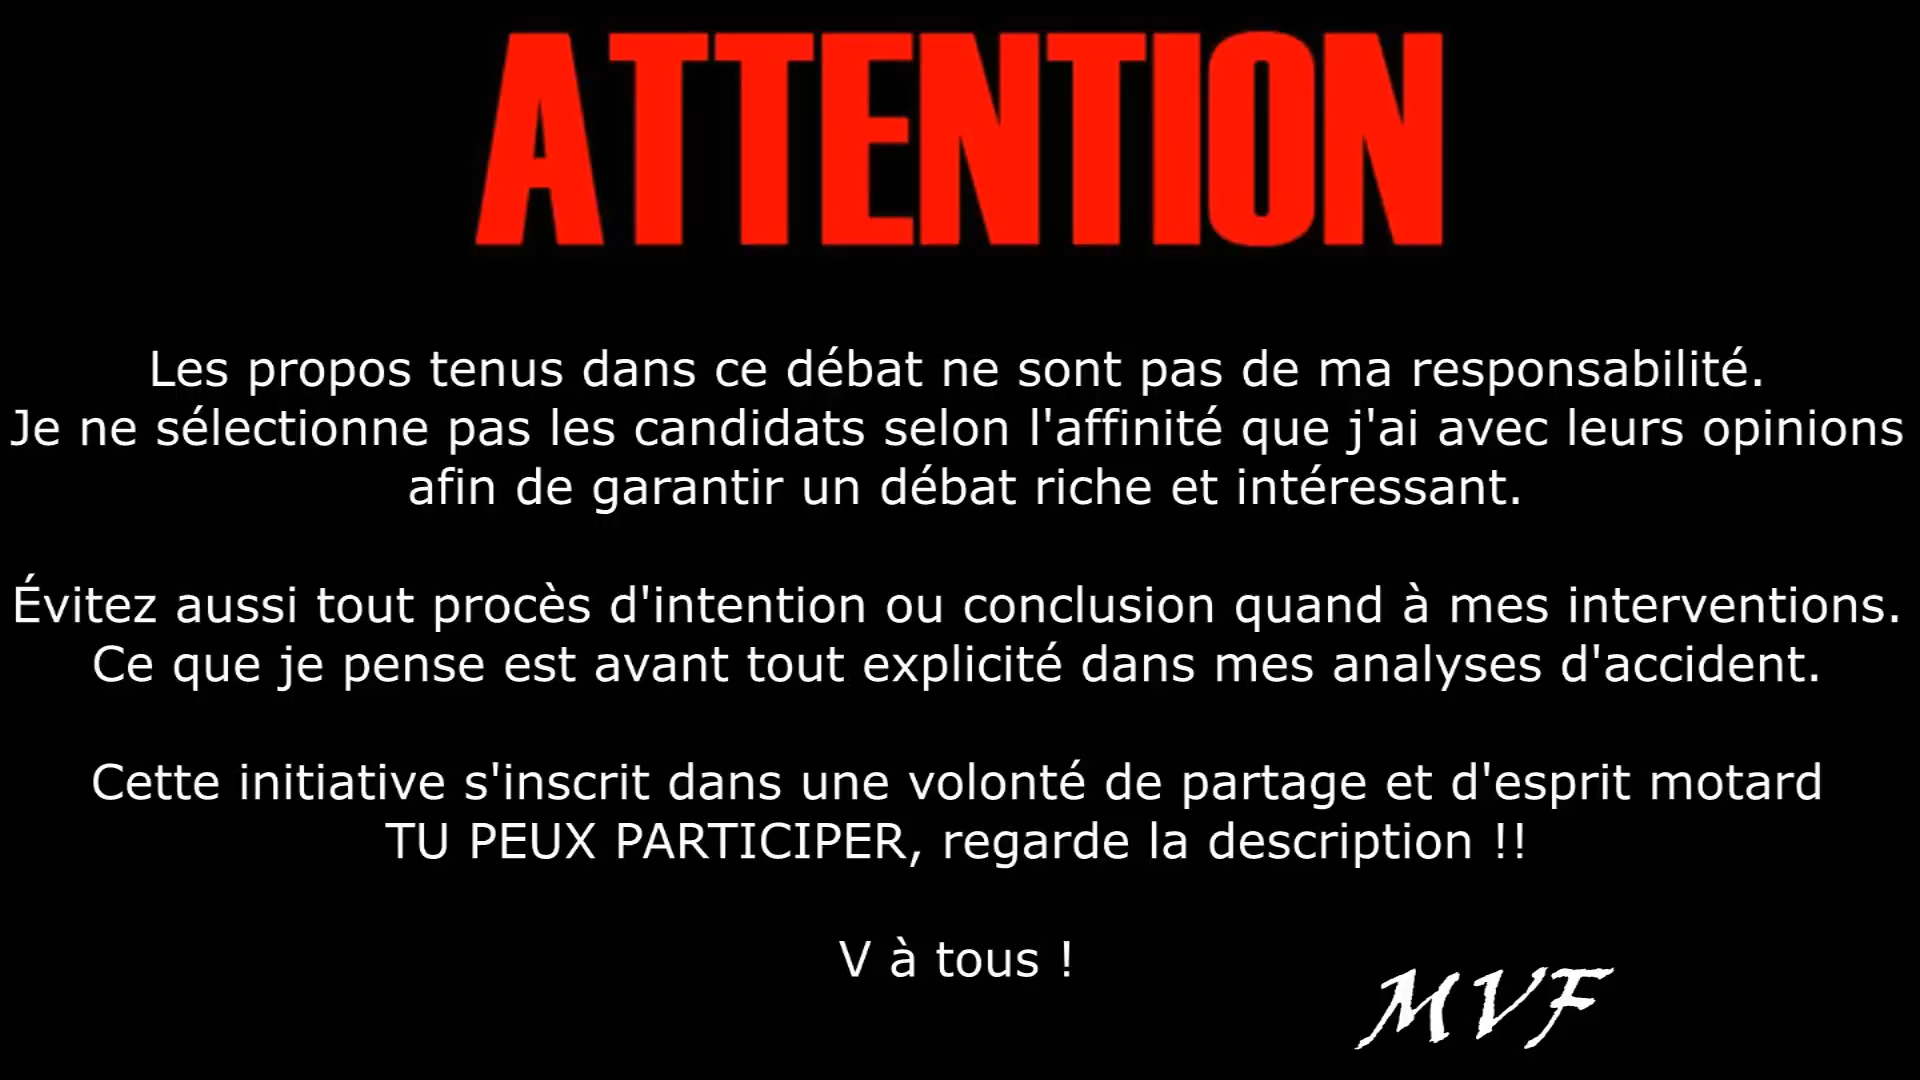 ATTENTION
Les propos tenus dans ce débat ne sont pas de ma responsabilité.
Je ne sélectionne pas les candidats selon l'affinité que j'ai avec leurs opinions
afin de garantir un débat riche et intéressant.
Évitez aussi tout procès d'intention ou conclusion quand à mes interventions.
Ce que je pense est avant tout explicité dans mes analyses d'accident.
Cette initiative s'inscrit dans une volonté de partage et d'esprit motard
TU PEUX PARTICIPER, regarde la description !!
V à tous !
MVF